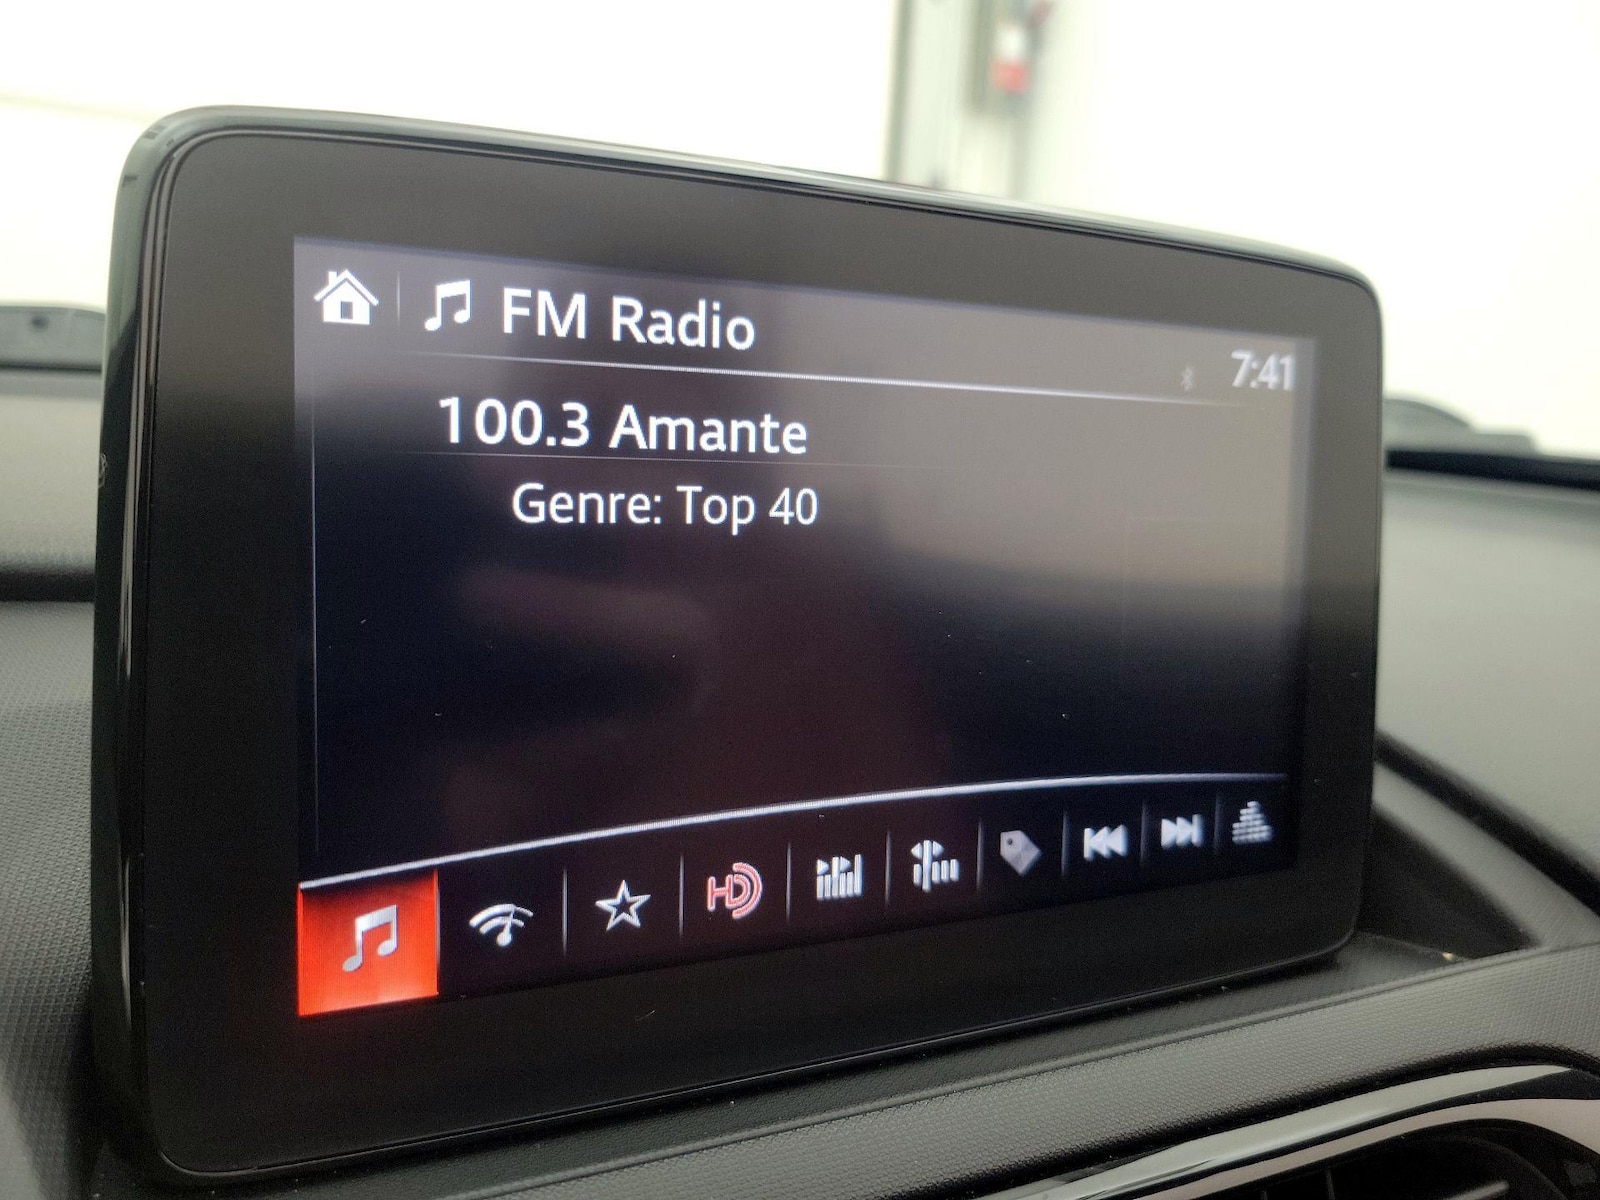 FM Radio
7:41
100.3 Amante
Genre: Top 40
HD